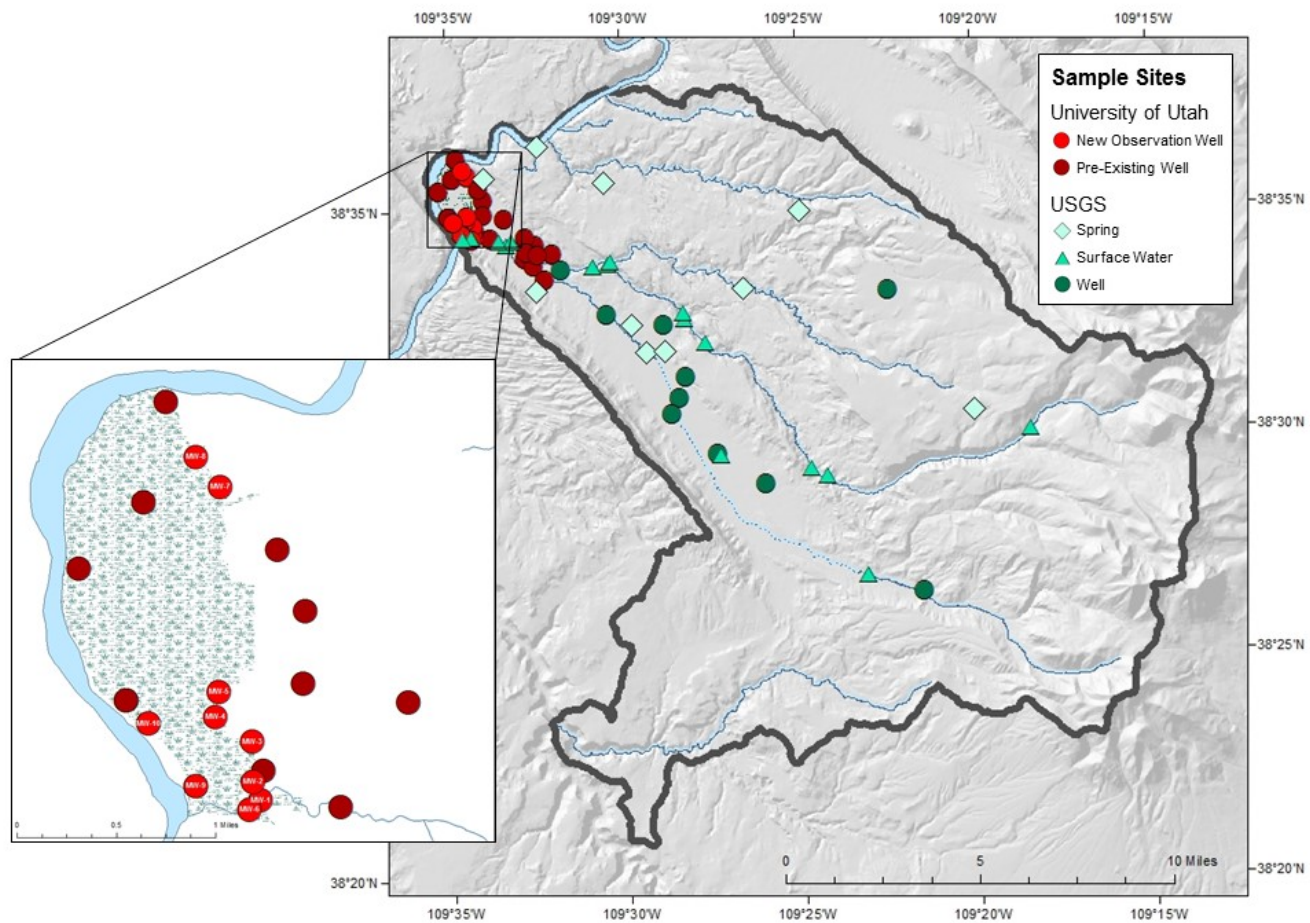 109°35'W 109°30'W 109°25'W 109°20'W 109°15'W
Sample Sites
University of Utah
New Observation Well
Pre-Existing Well
USGS
Spring
Surface Water
Well
38°35'N
38°35'N
38°30'N
MW-8
MW-7
MW-5
MW-4
MW-10
MW-3
MW-2
MW-9
MW-1
MW-6
0 0.5 1 Miles
38°25'N
0 5 10 Miles
38°20'N
38°20'N
109°35'W 109°30'W 109°25'W 109°20'W 109°15'W